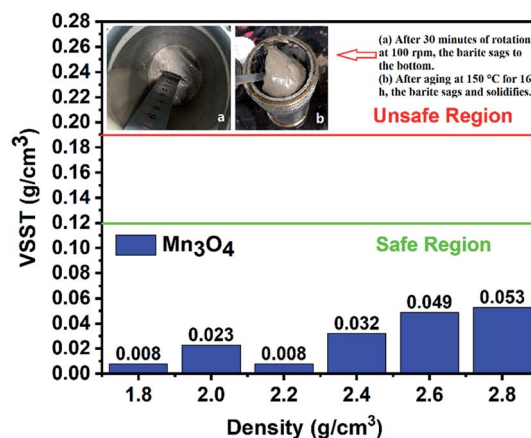 VSST (g/cm³)
0.28
0.26
0.24
0.22
0.20
0.18
0.16
0.14
0.12
0.10
0.08
0.06
0.04
0.02
0.00
a
b
(a) After 30 minutes of rotation
at 100 rpm, the barite sags to
the bottom.
(b) After aging at 150 °C for 16
h, the barite sags and solidifies.
Unsafe Region
Safe Region
Mn₃O₄
0.008
0.023
0.008
0.032
0.049
0.053
1.8
2.0
2.2
2.4
2.6
2.8
Density (g/cm³)